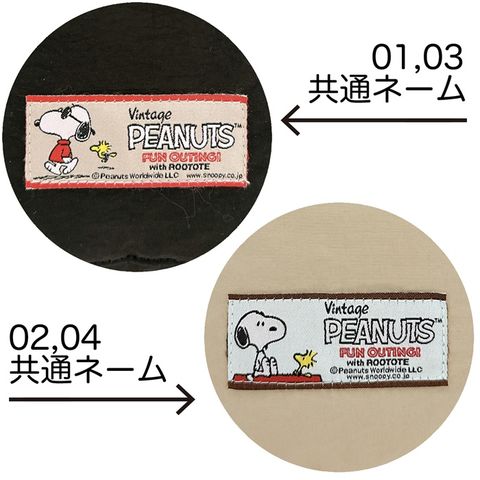 01,03
共通ネーム
Vintage
PEANUTS™
FUN OUTING!
with ROOTOTE
©Peanuts Worldwide LLC www.snoopy.co.jp
02,04
共通ネーム
Vintage
PEANUTS™
FUN OUTING!
with ROOTOTE
©Peanuts Worldwide LLC
www.snoopy.co.jp